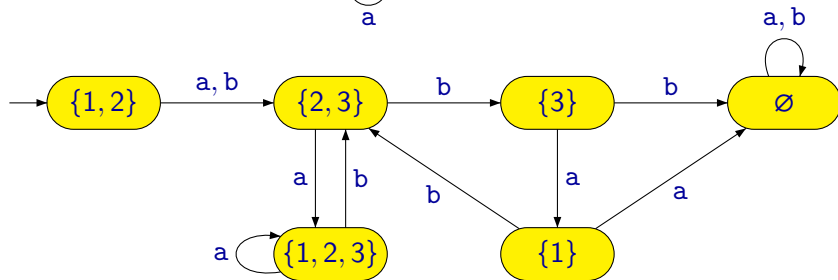 a
a, b
{1, 2} a, b {2, 3} b {3} b ∅
a b b a a
a {1, 2, 3} {1}